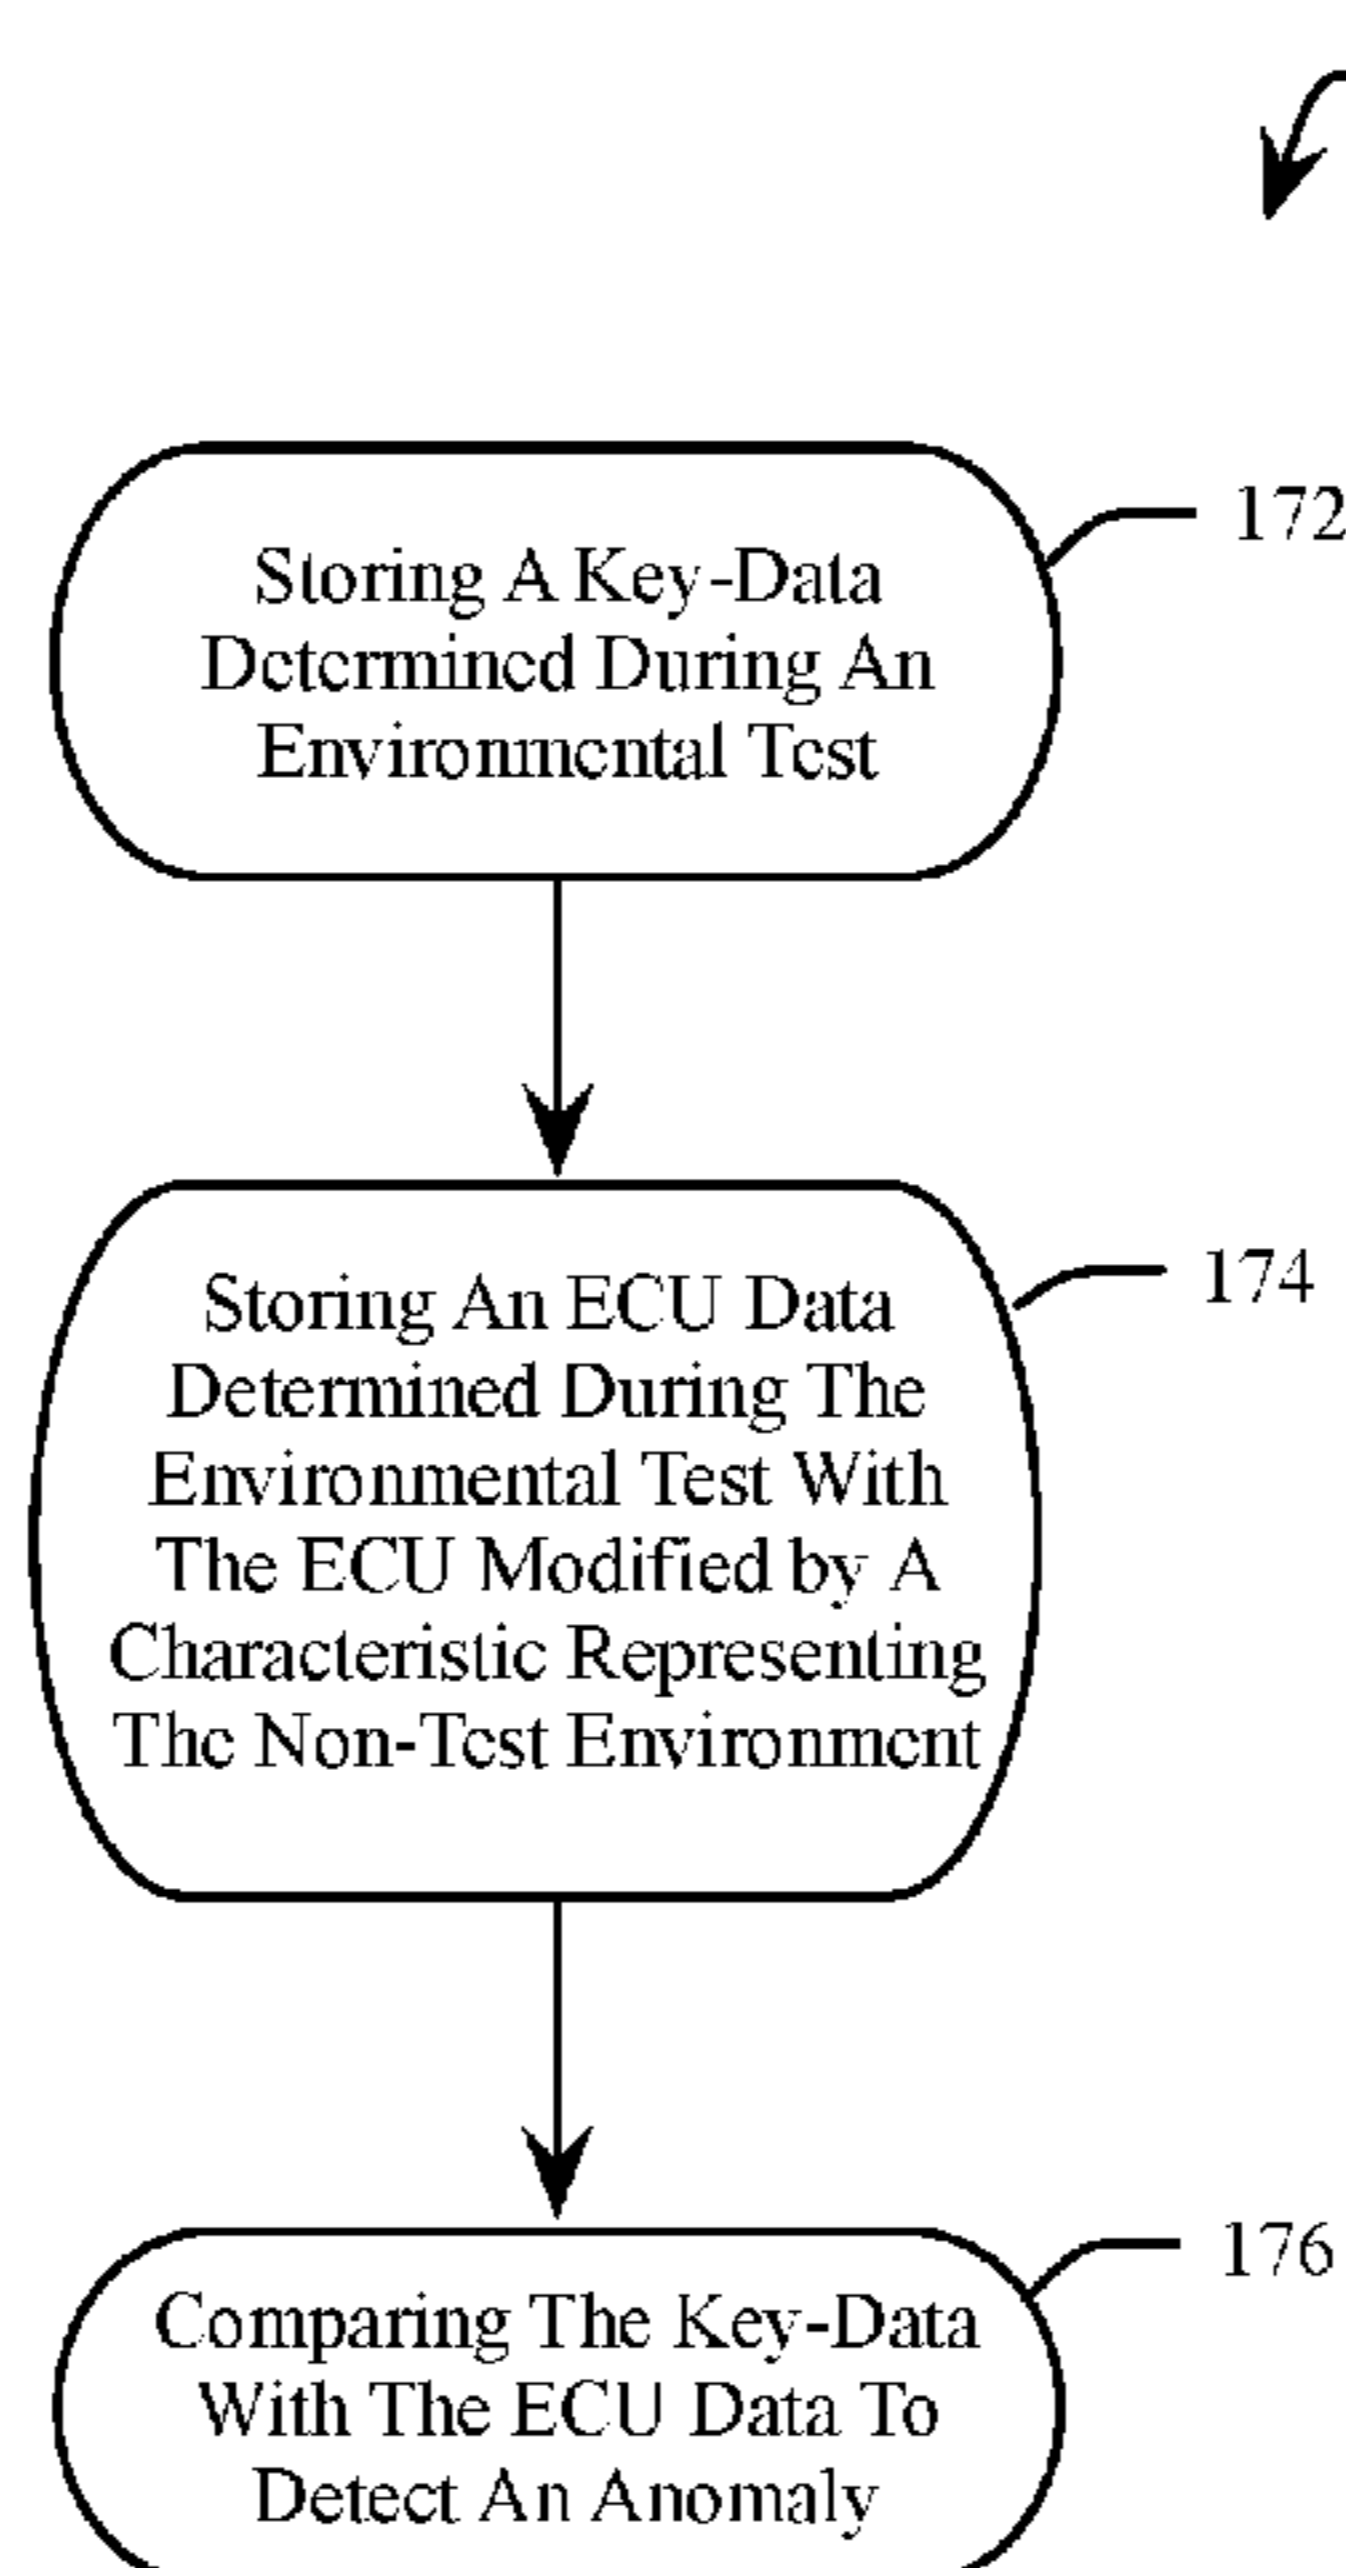 172
Storing A Key-Data
Determined During An
Environmental Test
174
Storing An ECU Data
Determined During The
Environmental Test With
The ECU Modified by A
Characteristic Representing
The Non-Test Environment
176
Comparing The Key-Data
With The ECU Data To
Detect An Anomaly